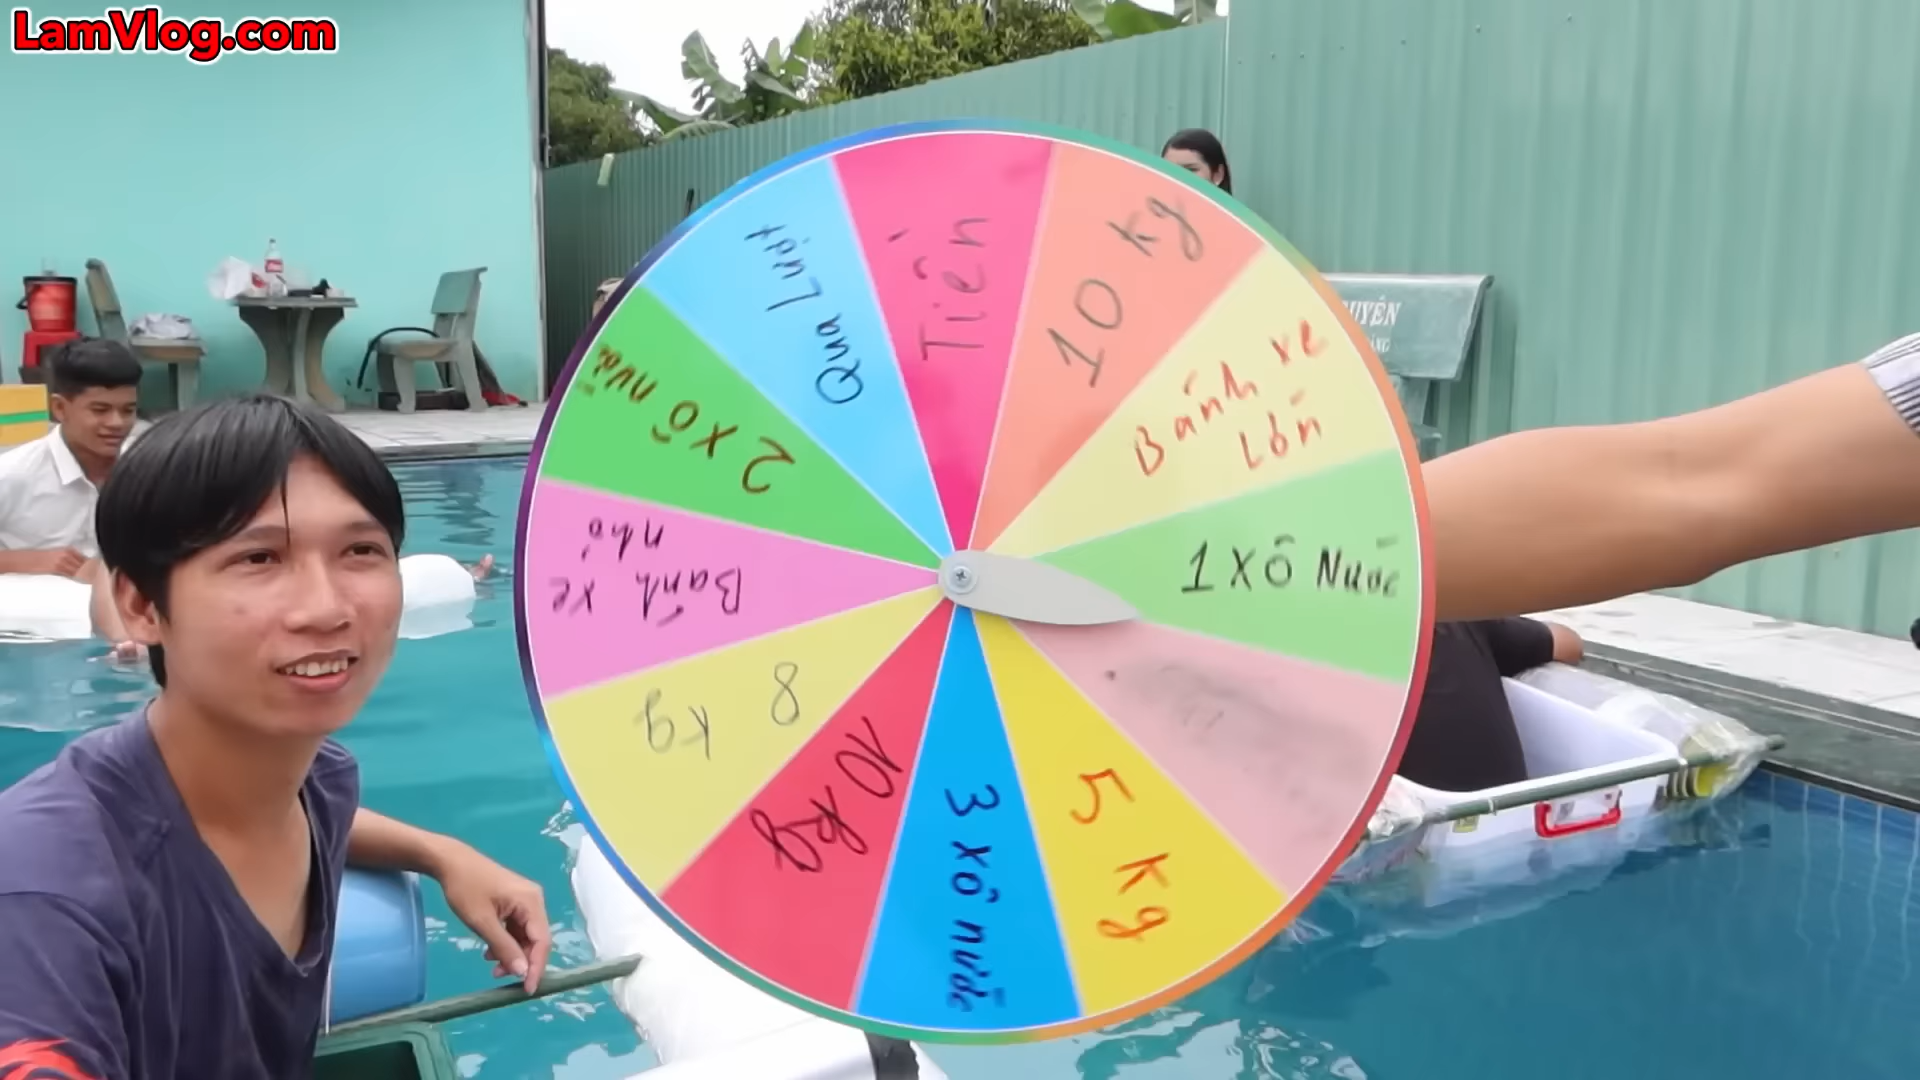 LamVlog.com
Tiền
10 kg
Bánh xe
Lớn
1 xô Nước
5 kg
3 xô nước
10 kg
8 kg
Bánh xe
nhỏ
2 xô nước
Qua Lượt